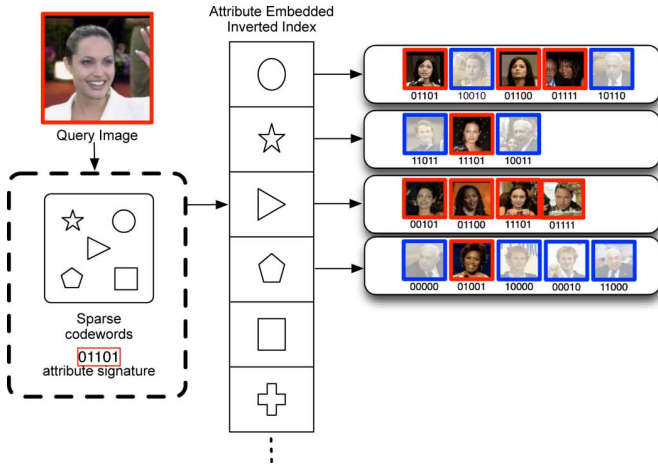 Attribute Embedded
Inverted Index
Query Image
Sparse
codewords
01101
attribute signature
01101 10010 01100 01111 10110
11011 11101 10011
00101 01100 11101 01111
00000 01001 10000 00010 11000